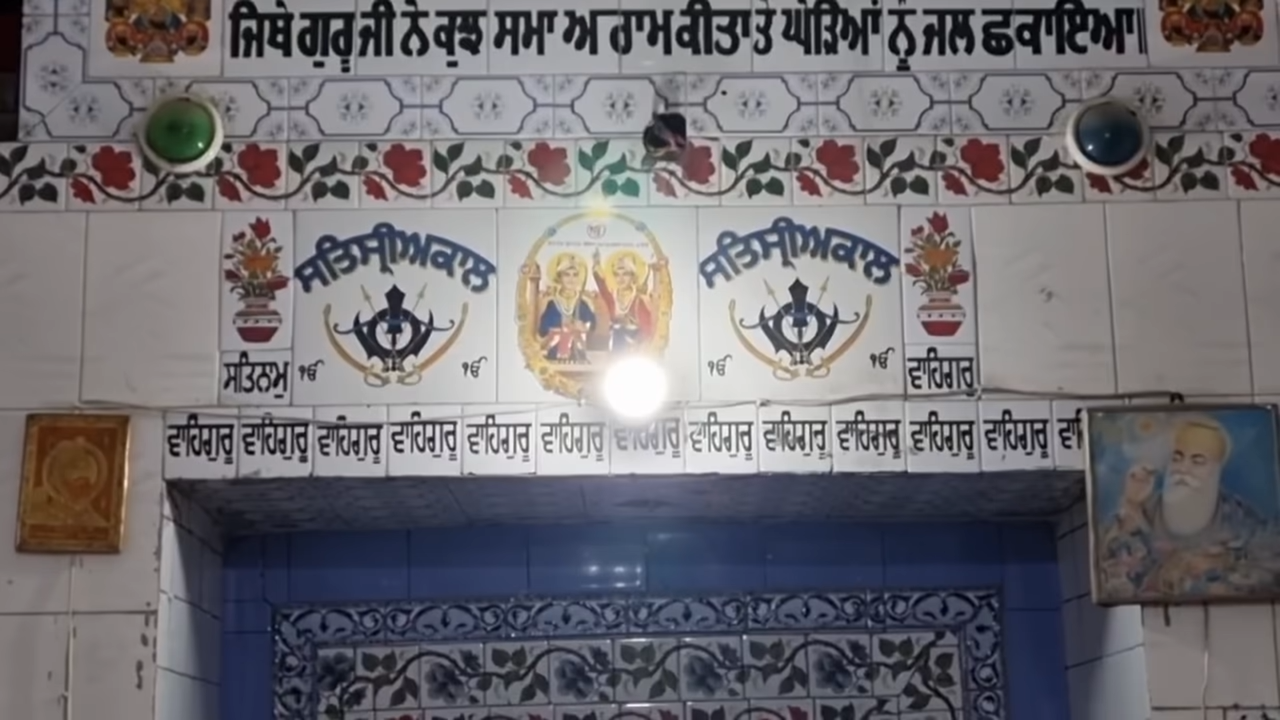 ਜਿਥੇ ਗੁਰੂ ਜੀ ਨੇ ਕੁਝ ਸਮਾ ਅਰਾਮ ਕੀਤਾ ਤੇ ਘੋੜਿਆਂ ਨੂੰ ਜਲ ਛਕਾਇਆ॥
ਸਤਿਸ੍ਰੀਅਕਾਲ ਸਤਿਸ੍ਰੀਅਕਾਲ
ਸਤਿਨਾਮੁ ੴ ੴ ੴ ੴ ਵਾਹਿਗੁਰੂ
ਵਾਹਿਗੁਰੂ ਵਾਹਿਗੁਰੂ ਵਾਹਿਗੁਰੂ ਵਾਹਿਗੁਰੂ ਵਾਹਿਗੁਰੂ ਵਾਹਿਗੁਰੂ ਵਾਹਿਗੁਰੂ ਵਾਹਿਗੁਰੂ ਵਾਹਿਗੁਰੂ ਵਾਹਿਗੁਰੂ ਵਾਹਿਗੁਰੂ ਵਾਹਿਗੁਰੂ